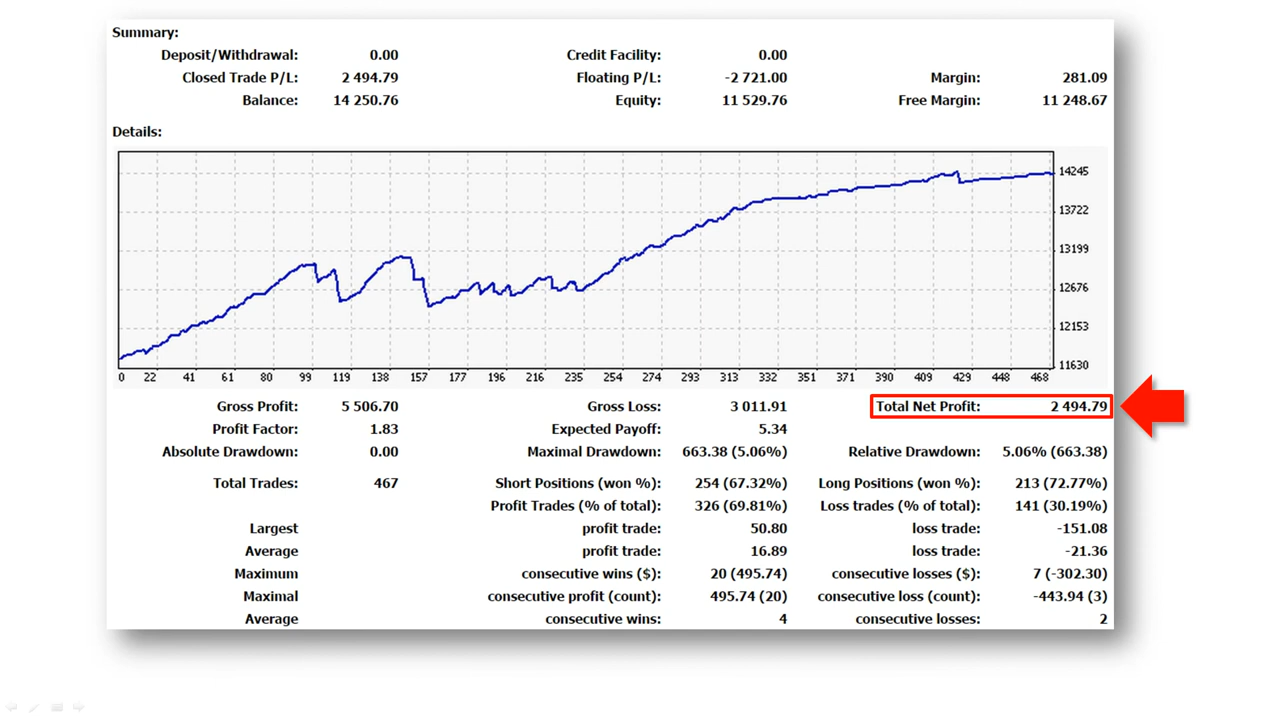 Summary:
Deposit/Withdrawal: 0.00 Credit Facility: 0.00
Closed Trade P/L: 2 494.79 Floating P/L: -2 721.00 Margin: 281.09
Balance: 14 250.76 Equity: 11 529.76 Free Margin: 11 248.67
Details:
14245
13722
13199
12676
12153
11630
0 22 41 61 80 99 119 138 157 177 196 216 235 254 274 293 313 332 351 371 390 409 429 448 468
Gross Profit: 5 506.70 Gross Loss: 3 011.91 Total Net Profit: 2 494.79
Profit Factor: 1.83 Expected Payoff: 5.34
Absolute Drawdown: 0.00 Maximal Drawdown: 663.38 (5.06%) Relative Drawdown: 5.06% (663.38)
Total Trades: 467 Short Positions (won %): 254 (67.32%) Long Positions (won %): 213 (72.77%)
Profit Trades (% of total): 326 (69.81%) Loss trades (% of total): 141 (30.19%)
Largest profit trade: 50.80 loss trade: -151.08
Average profit trade: 16.89 loss trade: -21.36
Maximum consecutive wins ($): 20 (495.74) consecutive losses ($): 7 (-302.30)
Maximal consecutive profit (count): 495.74 (20) consecutive loss (count): -443.94 (3)
Average consecutive wins: 4 consecutive losses: 2